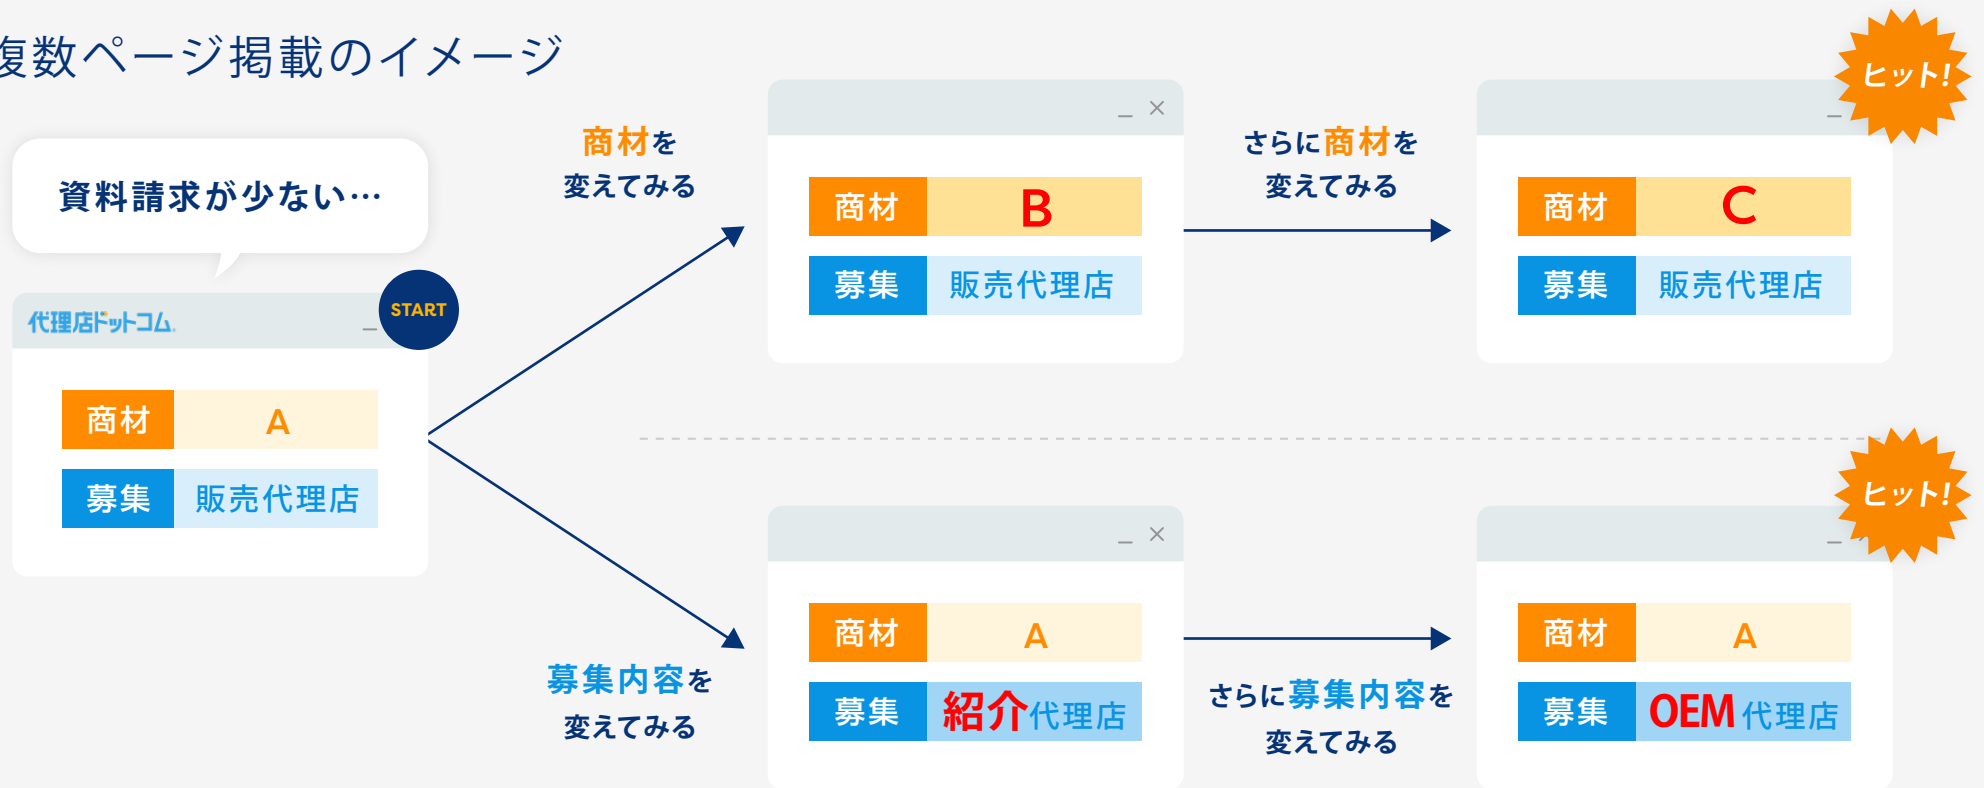 複数ページ掲載のイメージ
資料請求が少ない…
代理店ドットコム
START
商材 A
募集 販売代理店
商材を
変えてみる
商材 B
募集 販売代理店
さらに商材を
変えてみる
ヒット!
商材 C
募集 販売代理店
募集内容を
変えてみる
商材 A
募集 紹介代理店
さらに募集内容を
変えてみる
ヒット!
商材 A
募集 OEM代理店